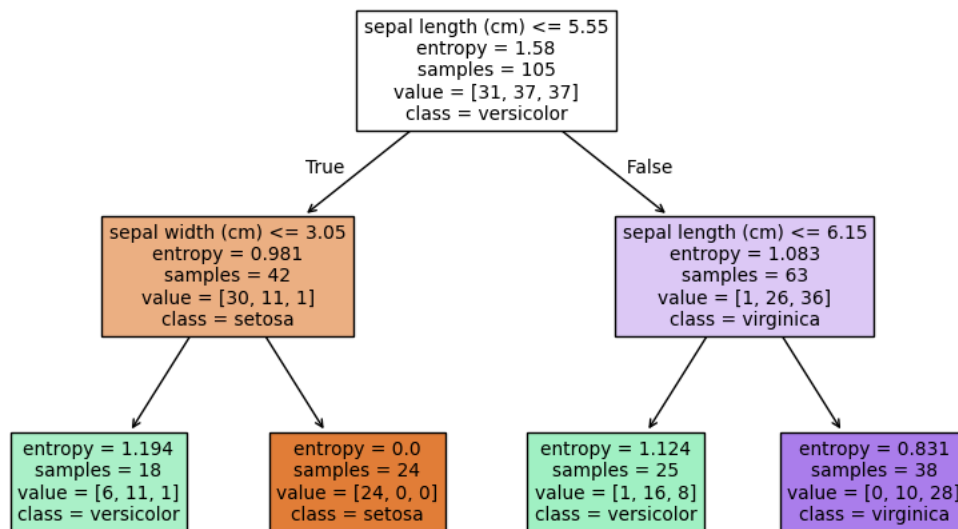 sepal length (cm) <= 5.55
entropy = 1.58
samples = 105
value = [31, 37, 37]
class = versicolor
True
False
sepal width (cm) <= 3.05
entropy = 0.981
samples = 42
value = [30, 11, 1]
class = setosa
sepal length (cm) <= 6.15
entropy = 1.083
samples = 63
value = [1, 26, 36]
class = virginica
entropy = 1.194
samples = 18
value = [6, 11, 1]
class = versicolor
entropy = 0.0
samples = 24
value = [24, 0, 0]
class = setosa
entropy = 1.124
samples = 25
value = [1, 16, 8]
class = versicolor
entropy = 0.831
samples = 38
value = [0, 10, 28]
class = virginica